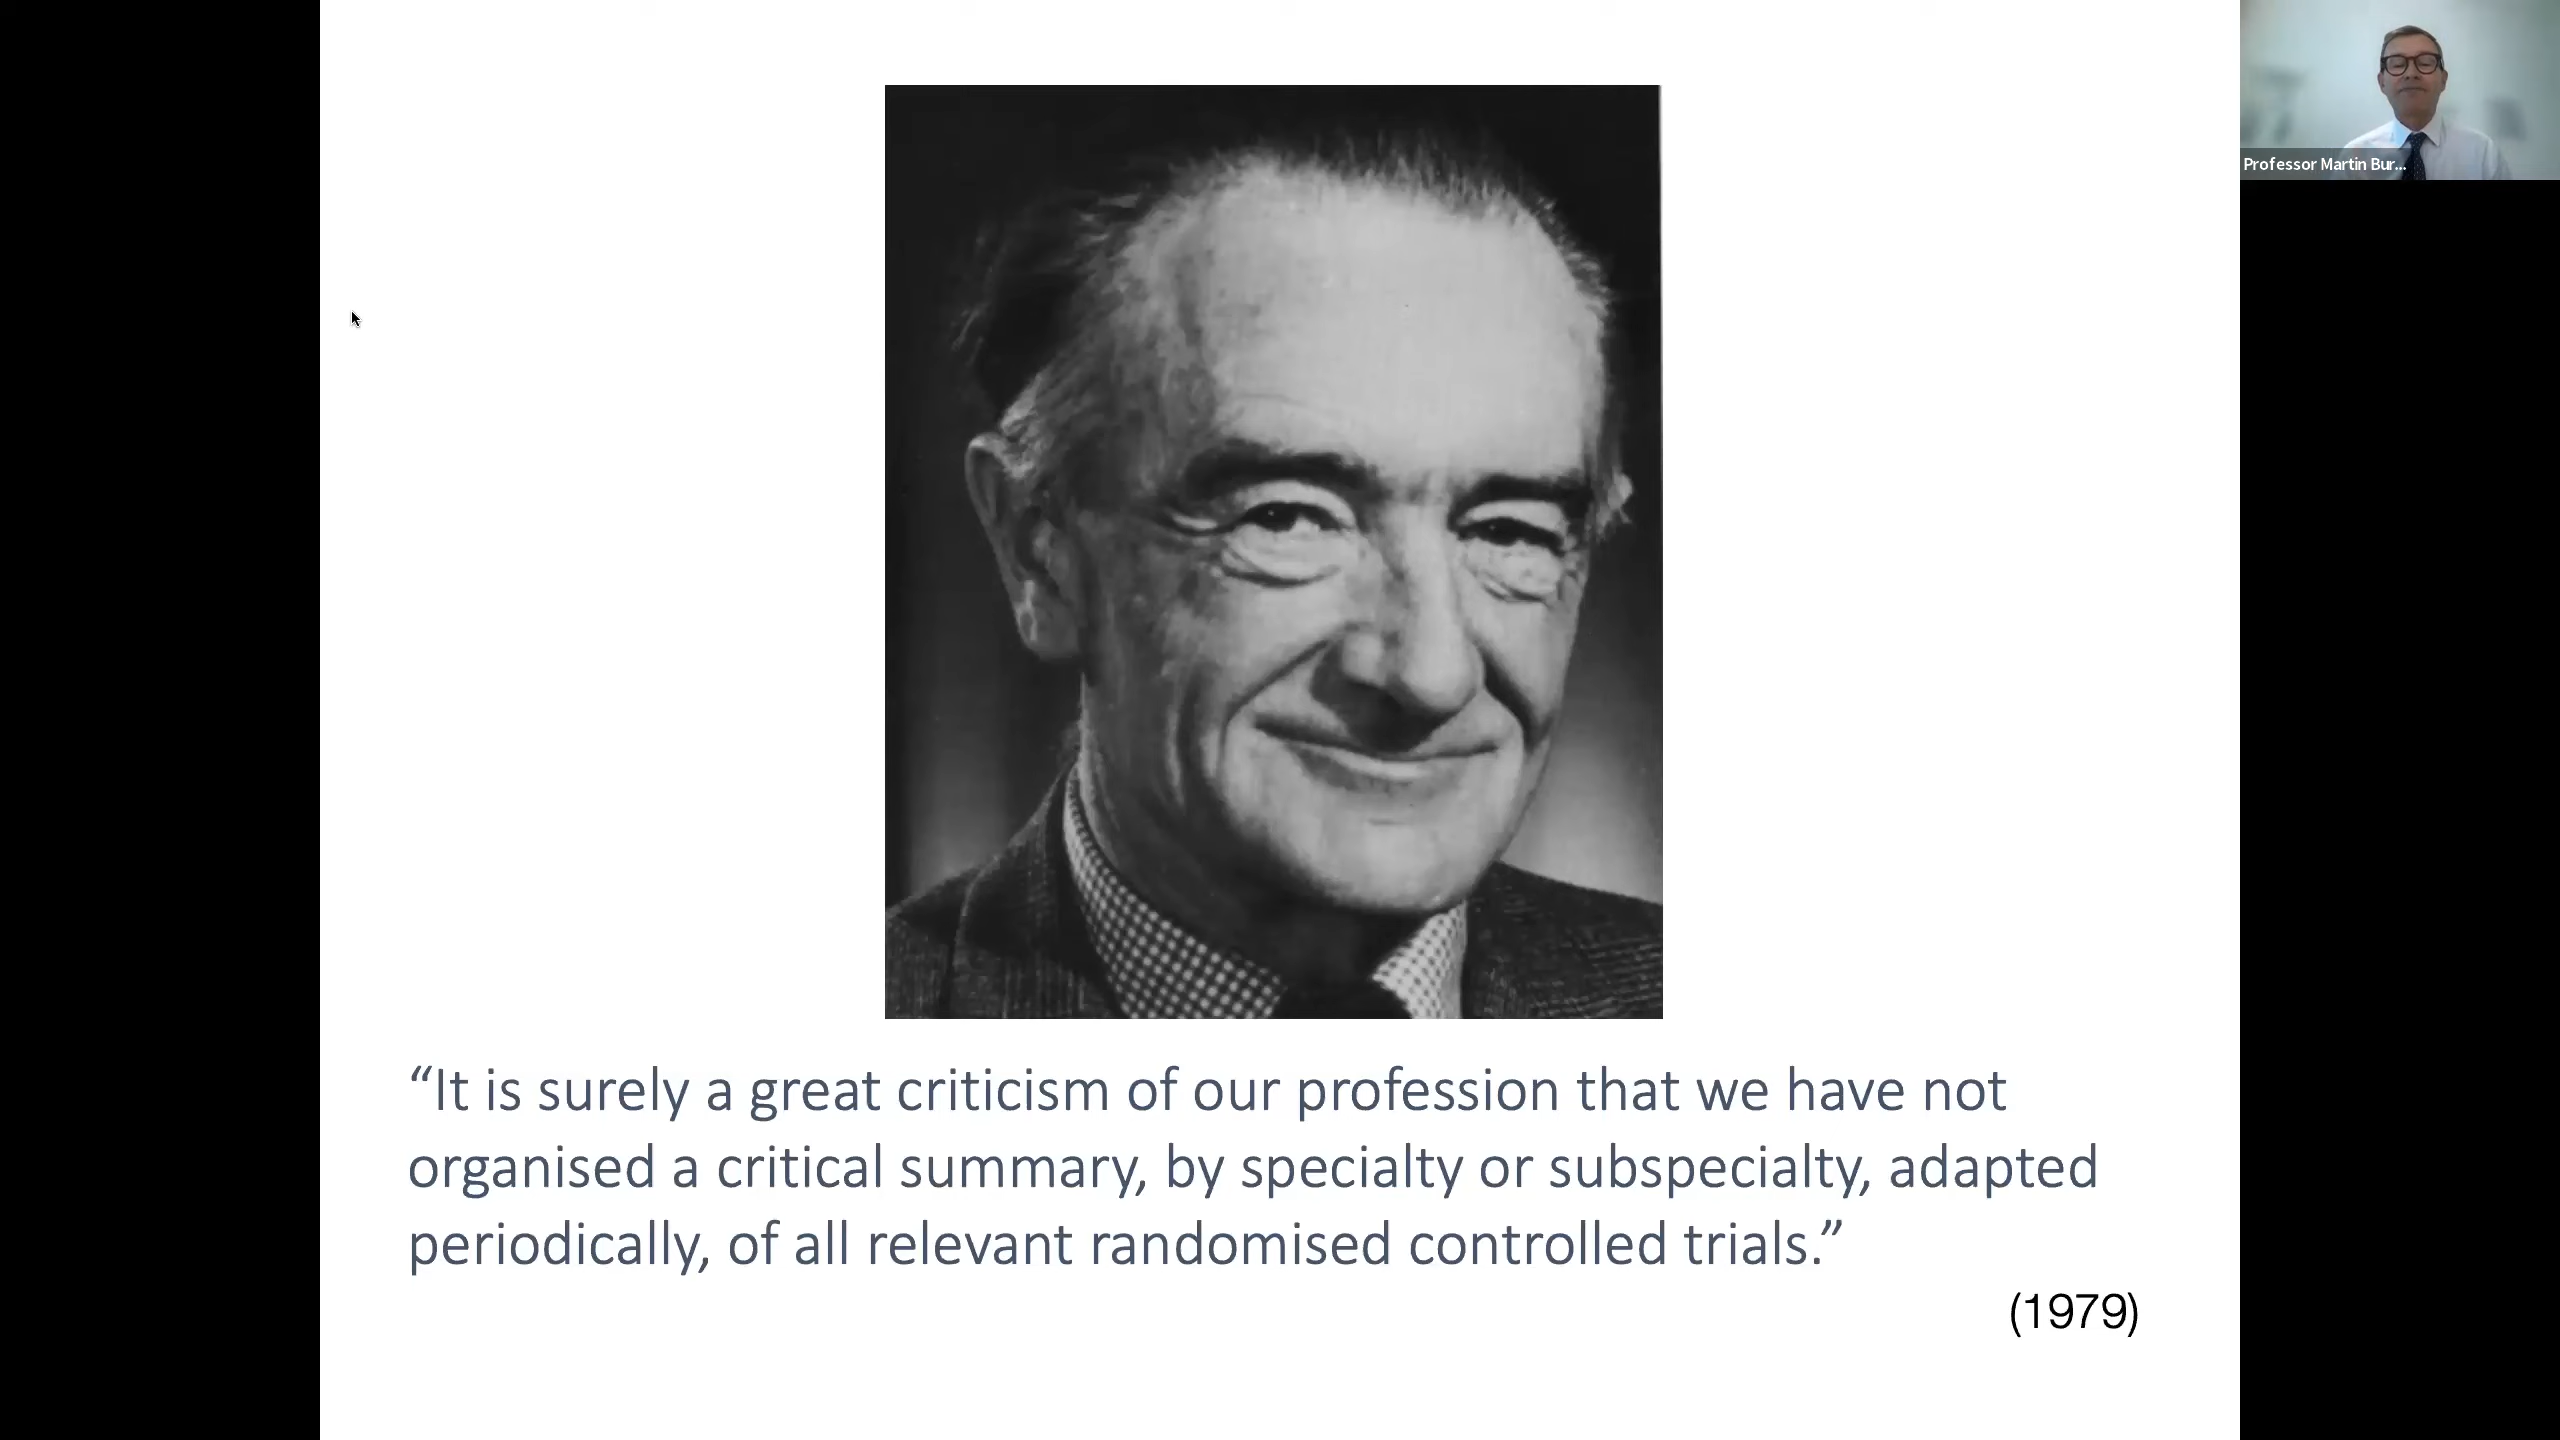 Professor Martin Bur...
“It is surely a great criticism of our profession that we have not
organised a critical summary, by specialty or subspecialty, adapted
periodically, of all relevant randomised controlled trials.”
(1979)